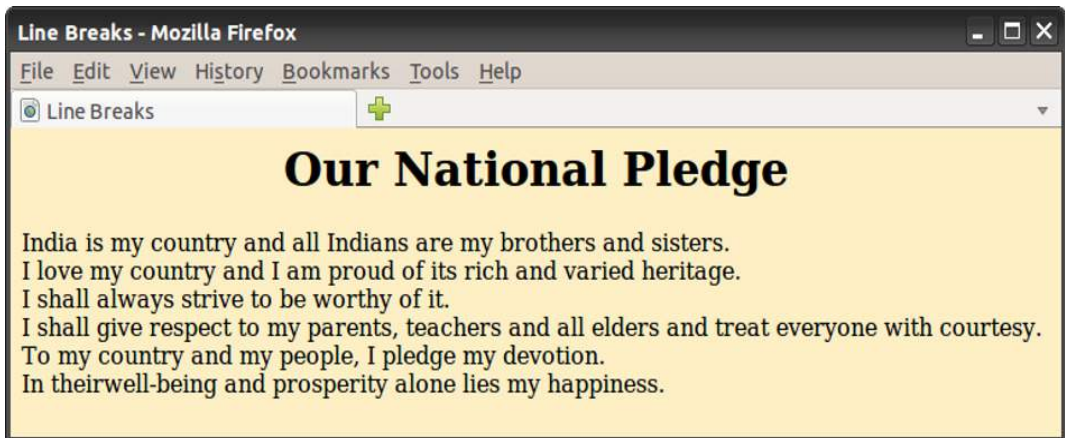 Line Breaks - Mozilla Firefox
File Edit View History Bookmarks Tools Help
Line Breaks
Our National Pledge
India is my country and all Indians are my brothers and sisters.
I love my country and I am proud of its rich and varied heritage.
I shall always strive to be worthy of it.
I shall give respect to my parents, teachers and all elders and treat everyone with courtesy.
To my country and my people, I pledge my devotion.
In theirwell-being and prosperity alone lies my happiness.